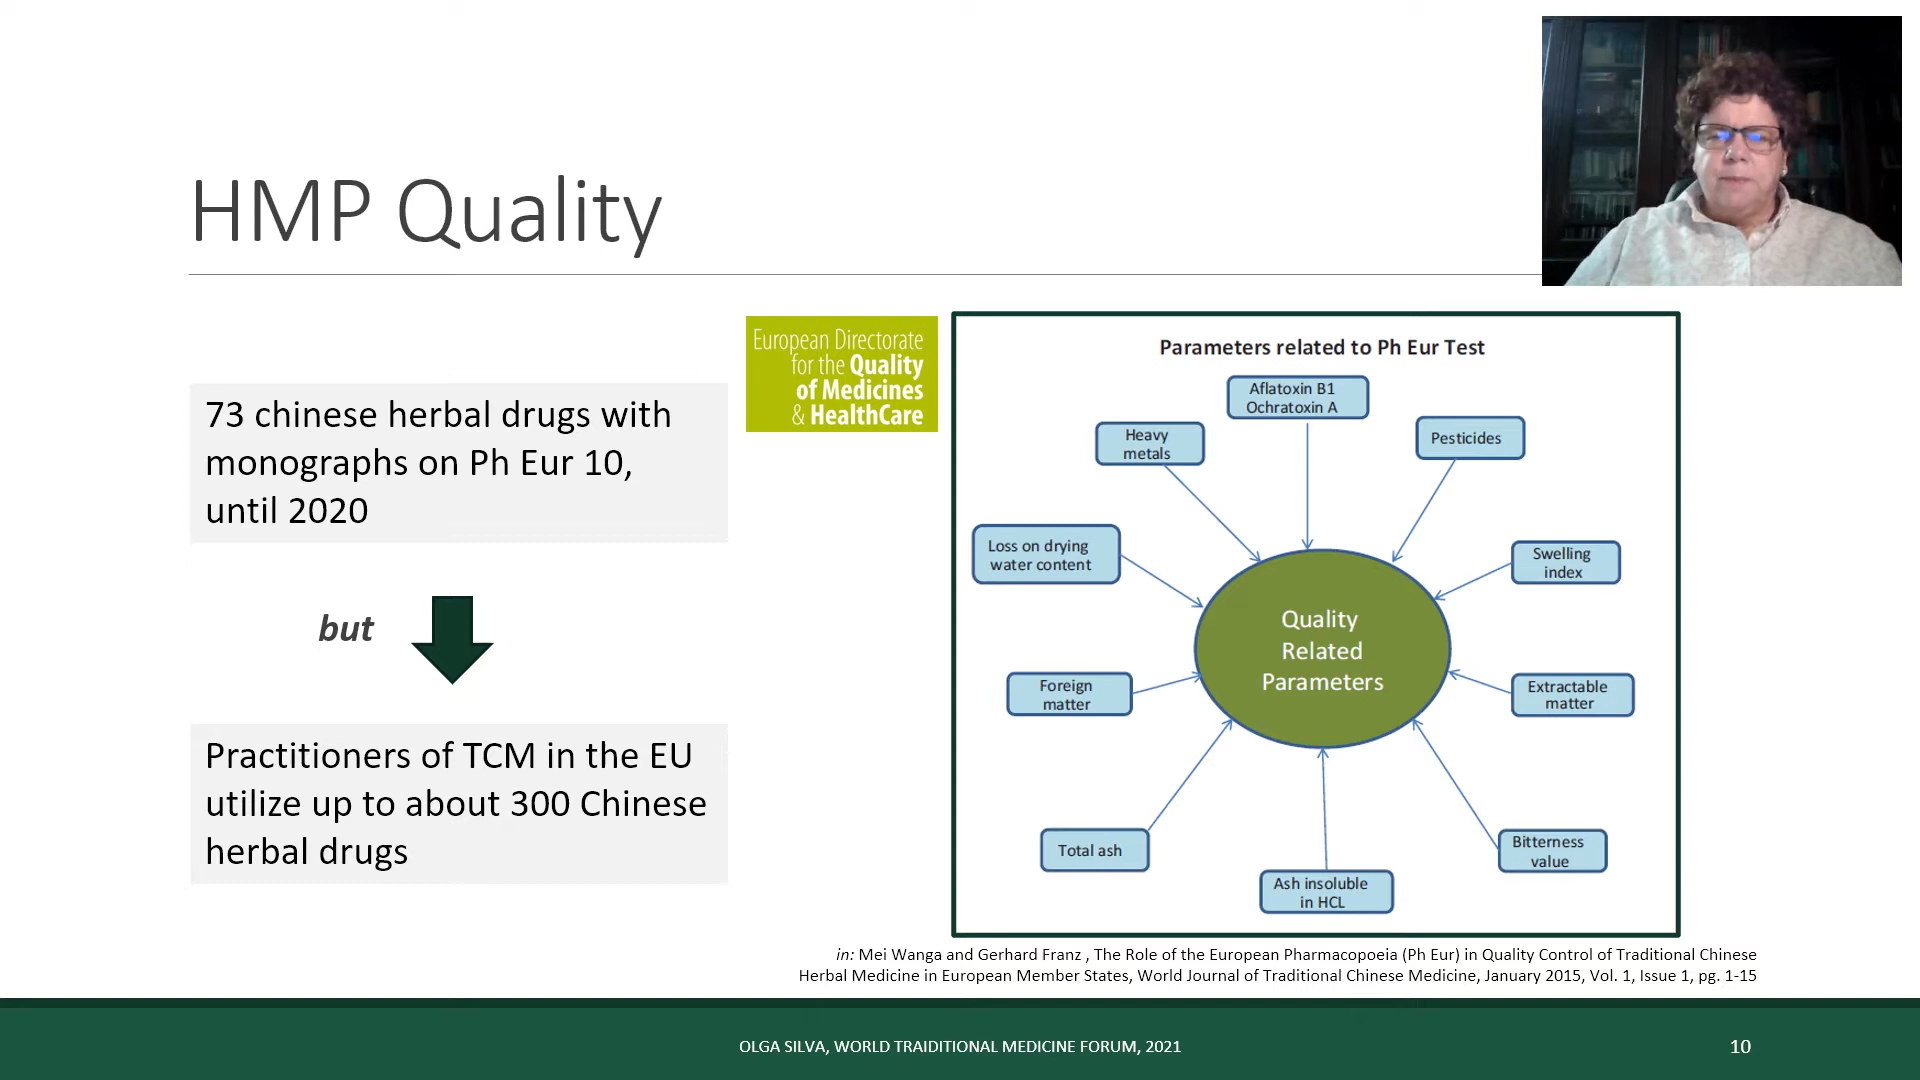 HMP Quality
73 chinese herbal drugs with
monographs on Ph Eur 10,
until 2020
but
Practitioners of TCM in the EU
utilize up to about 300 Chinese
herbal drugs
European Directorate
for the Quality
of Medicines
& HealthCare
Parameters related to Ph Eur Test
Aflatoxin B1
Ochratoxin A
Heavy
metals
Pesticides
Loss on drying
water content
Swelling
index
Quality
Related
Parameters
Foreign
matter
Extractable
matter
Total ash
Ash insoluble
in HCL
Bitterness
value
in: Mei Wanga and Gerhard Franz , The Role of the European Pharmacopoeia (Ph Eur) in Quality Control of Traditional Chinese
Herbal Medicine in European Member States, World Journal of Traditional Chinese Medicine, January 2015, Vol. 1, Issue 1, pg. 1-15
OLGA SILVA, WORLD TRAIDITIONAL MEDICINE FORUM, 2021
10